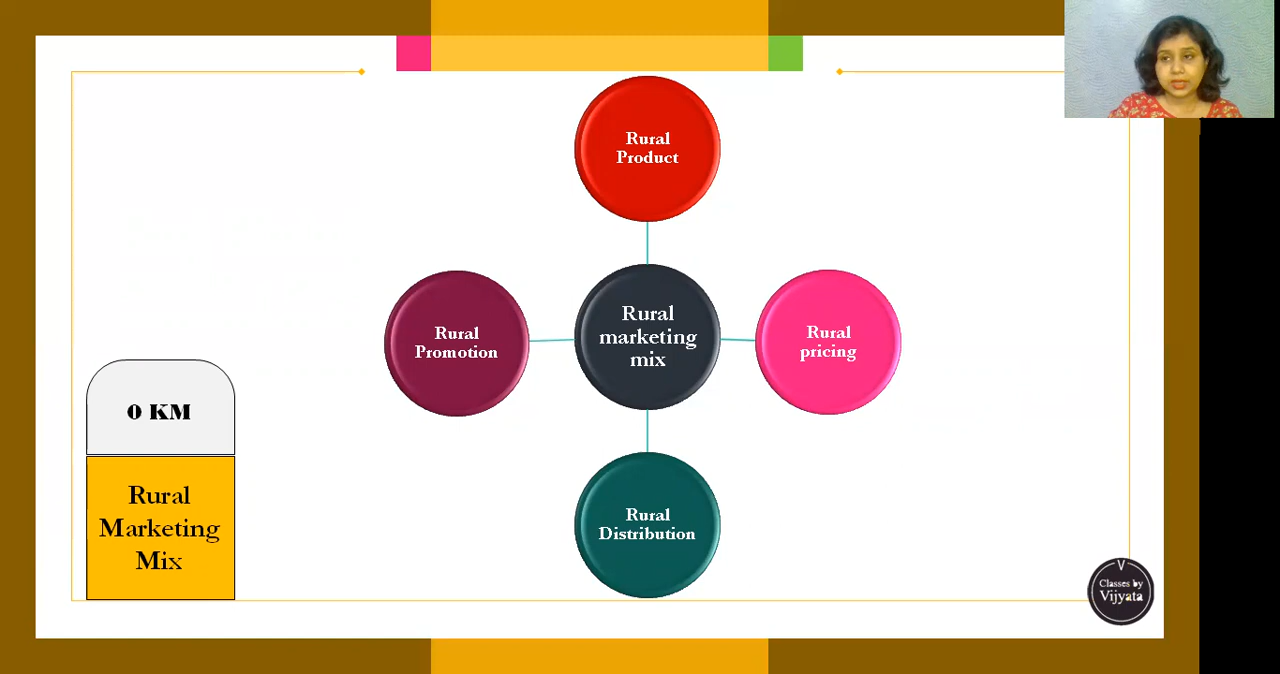 Rural
Product
Rural
Promotion
Rural
marketing
mix
Rural
pricing
Rural
Distribution
0 KM
Rural
Marketing
Mix
V
Classes by
Vijyata